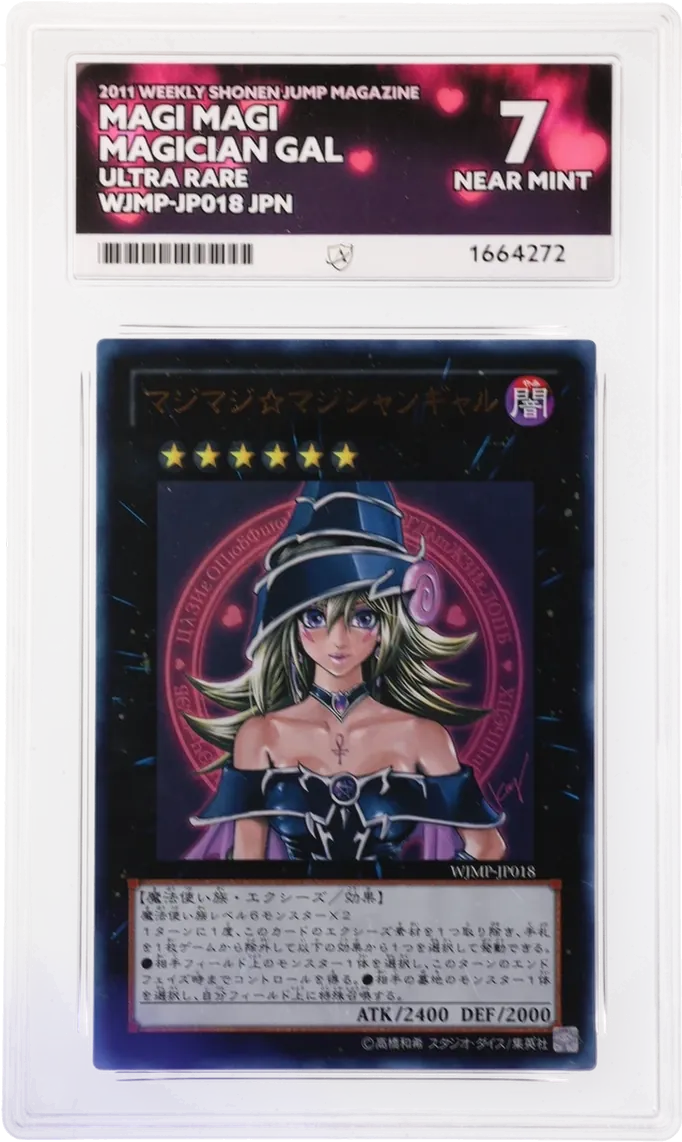 2011 WEEKLY SHONEN JUMP MAGAZINE
MAGI MAGI
MAGICIAN GAL
ULTRA RARE
WJMP-JP018 JPN
7
NEAR MINT
1664272
マジマジ☆マジシャンギャル
闇
WJMP-JP018
【魔法使い族・エクシーズ/効果】
魔法使い族レベル6モンスター×2
1ターンに1度、このカードのエクシーズ素材を1つ取り除き、手札
を1枚ゲームから除外して以下の効果から1つを選択して発動できる。
●相手フィールド上のモンスター1体を選択し、このターンのエンド
フェイズ時までコントロールを得る。●相手の墓地のモンスター1体
を選択し、自分フィールド上に特殊召喚する。
ATK/2400 DEF/2000
©高橋和希 スタジオ・ダイス/集英社